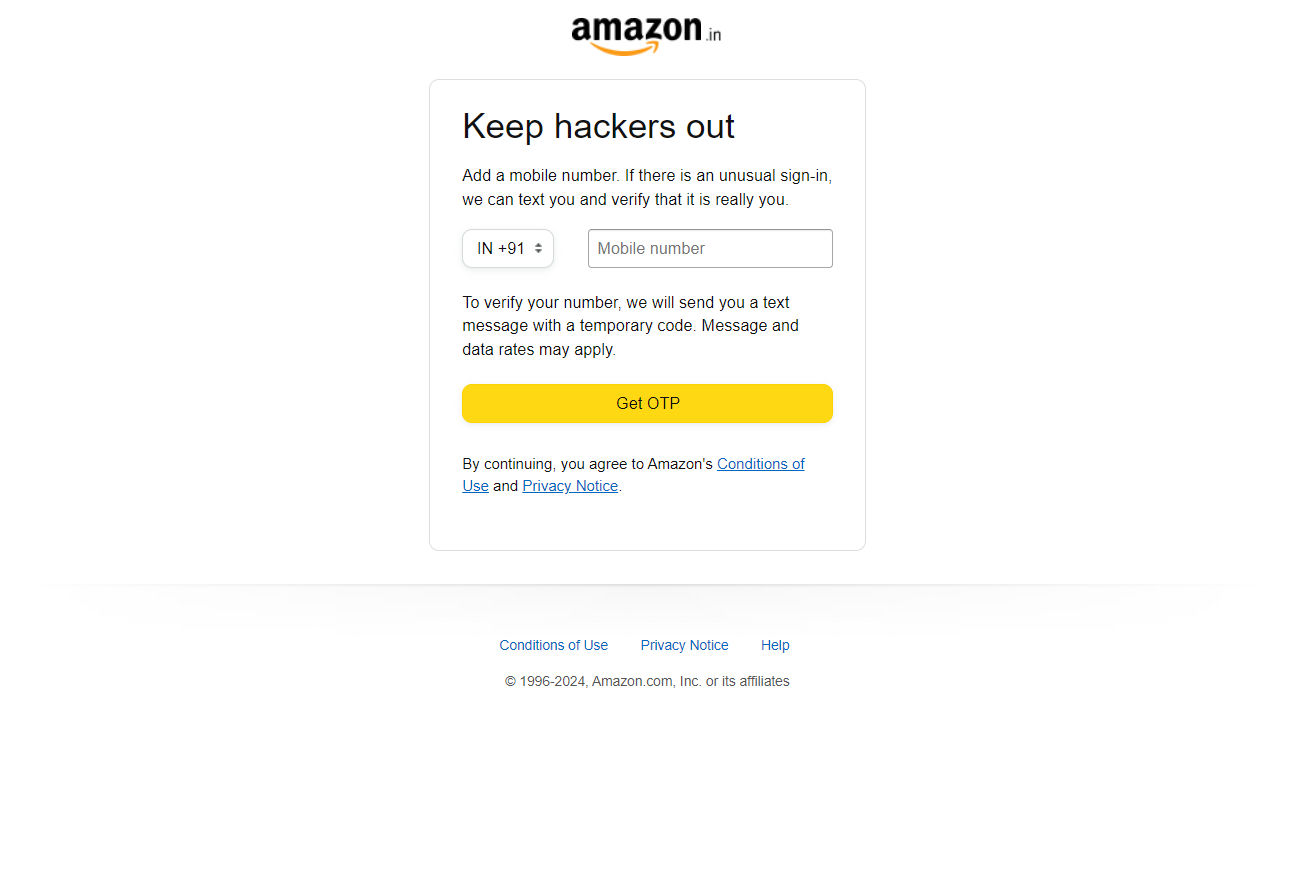 amazon.in
Keep hackers out
Add a mobile number. If there is an unusual sign-in,
we can text you and verify that it is really you.
IN +91 Mobile number
To verify your number, we will send you a text
message with a temporary code. Message and
data rates may apply.
Get OTP
By continuing, you agree to Amazon's Conditions of
Use and Privacy Notice.
Conditions of Use Privacy Notice Help
© 1996-2024, Amazon.com, Inc. or its affiliates